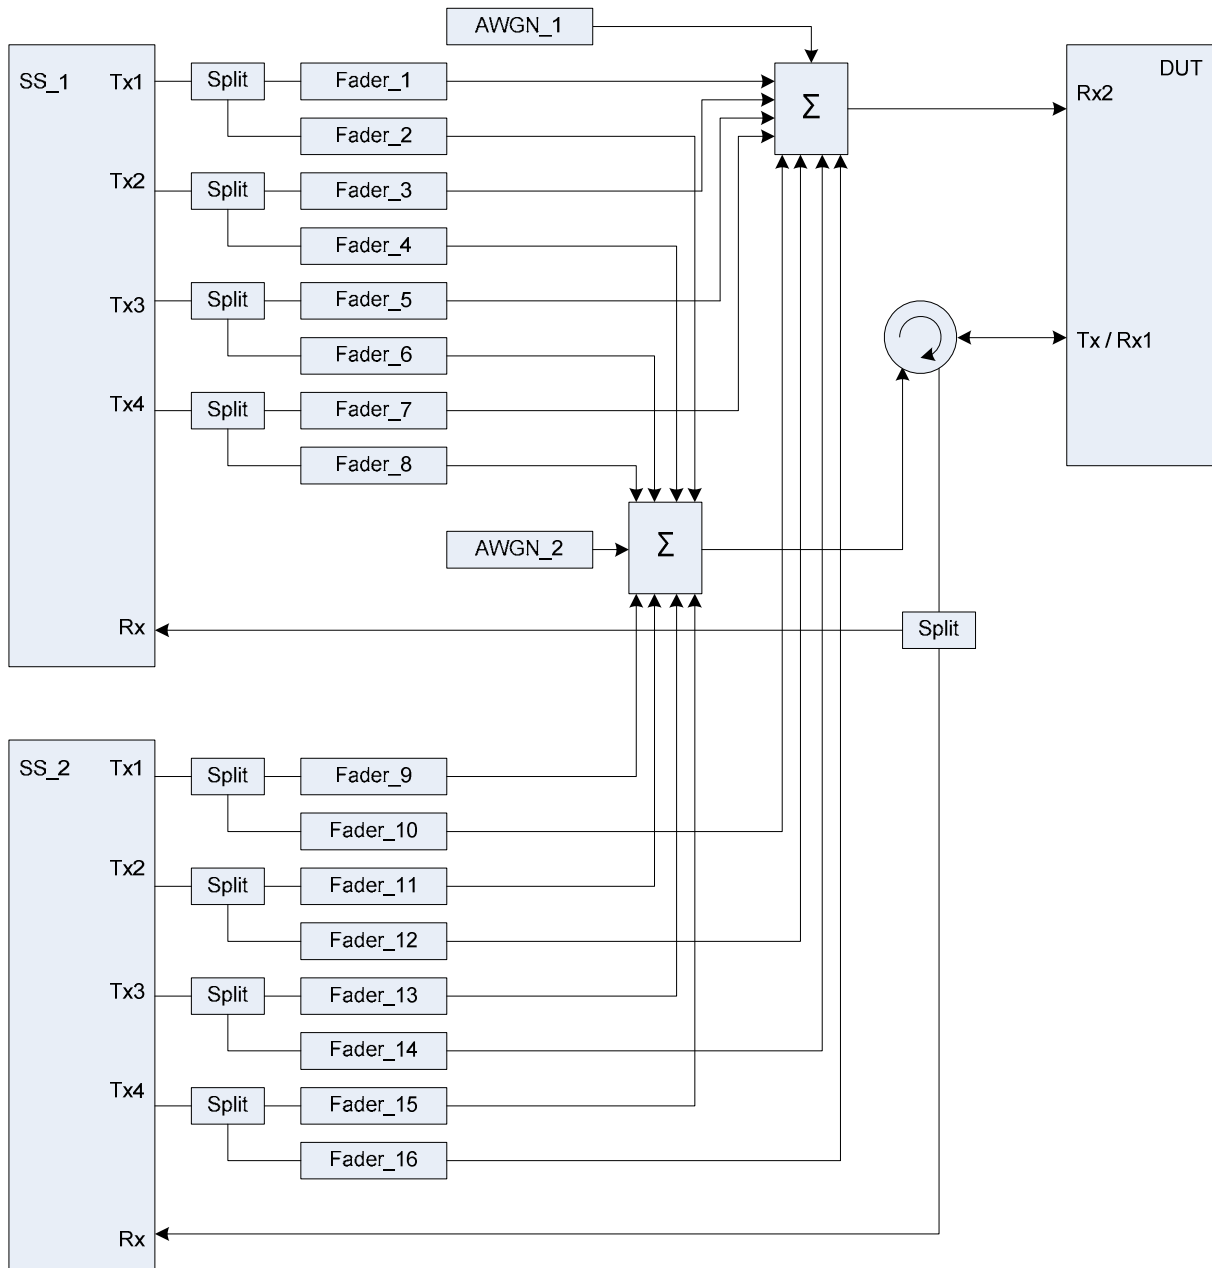 AWGN_1
SS_1
Tx1
Split
Fader_1
Σ
DUT
Rx2
Fader_2
Tx2
Split
Fader_3
Fader_4
Tx3
Split
Fader_5
Tx / Rx1
Fader_6
Tx4
Split
Fader_7
Fader_8
AWGN_2
Σ
Rx
Split
SS_2
Tx1
Split
Fader_9
Fader_10
Tx2
Split
Fader_11
Fader_12
Tx3
Split
Fader_13
Fader_14
Tx4
Split
Fader_15
Fader_16
Rx